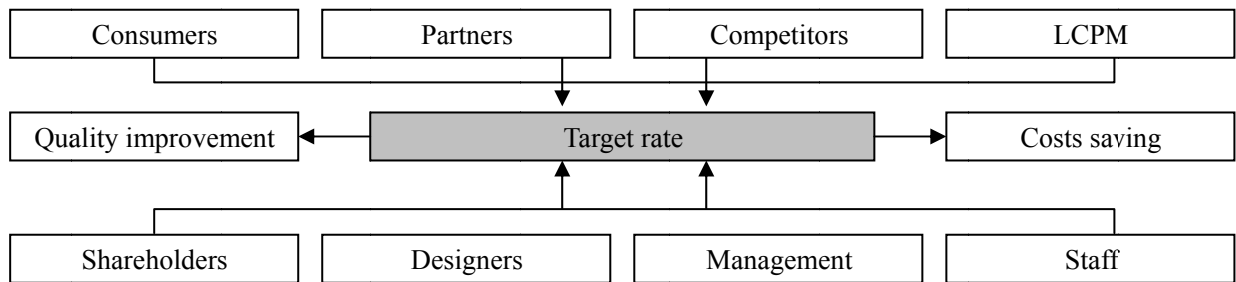 Consumers
Partners
Competitors
LCPM
Quality improvement
Target rate
Costs saving
Shareholders
Designers
Management
Staff